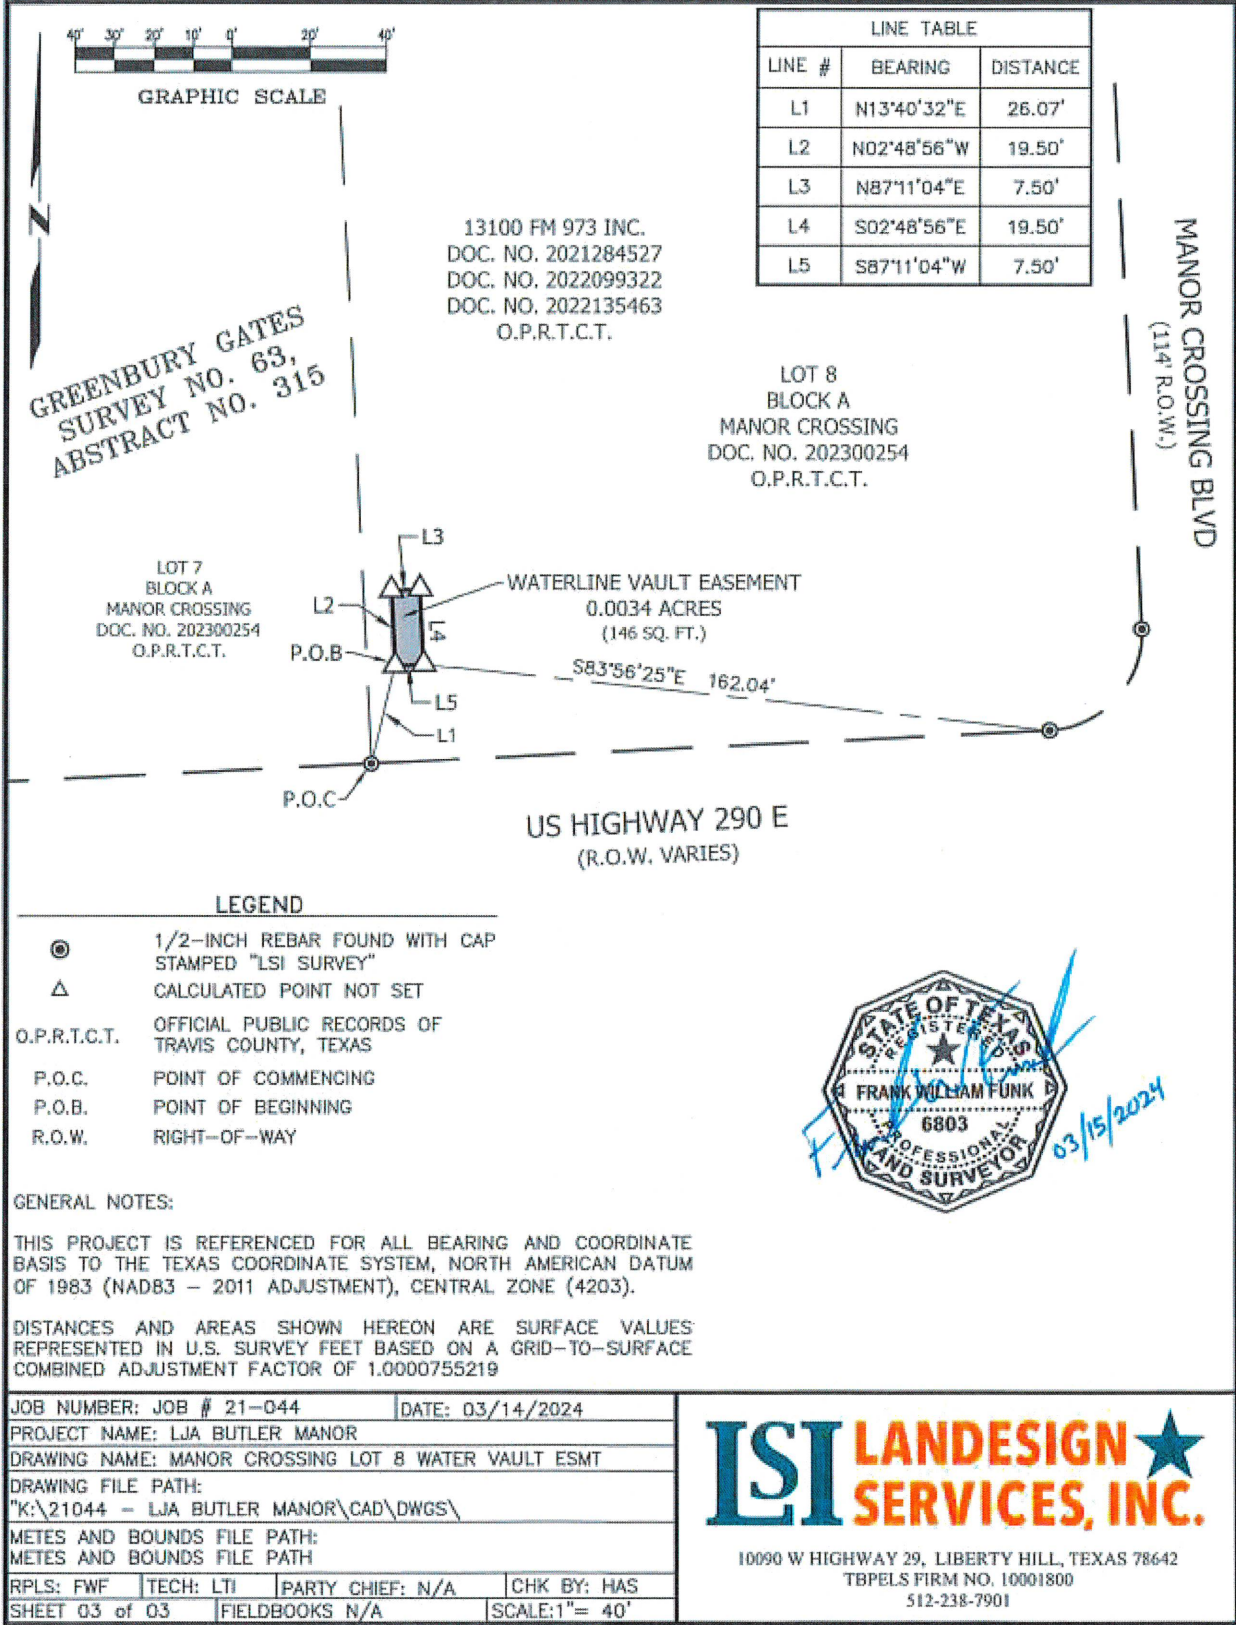 40' 30' 20' 10' 0' 20' 40'
GRAPHIC SCALE
N
LINE TABLE
LINE # BEARING DISTANCE
L1 N13°40'32"E 26.07'
L2 N02°48'56"W 19.50'
L3 N87°11'04"E 7.50'
L4 S02°48'56"E 19.50'
L5 S87°11'04"W 7.50'
13100 FM 973 INC.
DOC. NO. 2021284527
DOC. NO. 2022099322
DOC. NO. 2022135463
O.P.R.T.C.T.
MANOR CROSSING BLVD
(114' R.O.W.)
GREENBURY GATES
SURVEY NO. 63,
ABSTRACT NO. 315
LOT 8
BLOCK A
MANOR CROSSING
DOC. NO. 202300254
O.P.R.T.C.T.
LOT 7
BLOCK A
MANOR CROSSING
DOC. NO. 202300254
O.P.R.T.C.T.
L3
L2
L4
P.O.B
L5
L1
P.O.C
WATERLINE VAULT EASEMENT
0.0034 ACRES
(146 SQ. FT.)
S83°56'25"E 162.04'
US HIGHWAY 290 E
(R.O.W. VARIES)
LEGEND
1/2-INCH REBAR FOUND WITH CAP
STAMPED "LSI SURVEY"
CALCULATED POINT NOT SET
O.P.R.T.C.T. OFFICIAL PUBLIC RECORDS OF
TRAVIS COUNTY, TEXAS
P.O.C. POINT OF COMMENCING
P.O.B. POINT OF BEGINNING
R.O.W. RIGHT-OF-WAY
STATE OF TEXAS
REGISTERED
FRANK WILLIAM FUNK
6803
PROFESSIONAL
LAND SURVEYOR
03/15/2024
GENERAL NOTES:
THIS PROJECT IS REFERENCED FOR ALL BEARING AND COORDINATE
BASIS TO THE TEXAS COORDINATE SYSTEM, NORTH AMERICAN DATUM
OF 1983 (NAD83 - 2011 ADJUSTMENT), CENTRAL ZONE (4203).
DISTANCES AND AREAS SHOWN HEREON ARE SURFACE VALUES
REPRESENTED IN U.S. SURVEY FEET BASED ON A GRID-TO-SURFACE
COMBINED ADJUSTMENT FACTOR OF 1.0000755219
JOB NUMBER: JOB # 21-044 DATE: 03/14/2024
PROJECT NAME: LJA BUTLER MANOR
DRAWING NAME: MANOR CROSSING LOT 8 WATER VAULT ESMT
DRAWING FILE PATH:
"K:\21044 - LJA BUTLER MANOR\CAD\DWGS\
METES AND BOUNDS FILE PATH:
METES AND BOUNDS FILE PATH
RPLS: FWF TECH: LTI PARTY CHIEF: N/A CHK BY: HAS
SHEET 03 of 03 FIELDBOOKS N/A SCALE:1"= 40'
LSI LANDESIGN
SERVICES, INC.
10090 W HIGHWAY 29, LIBERTY HILL, TEXAS 78642
TBPELS FIRM NO. 10001800
512-238-7901